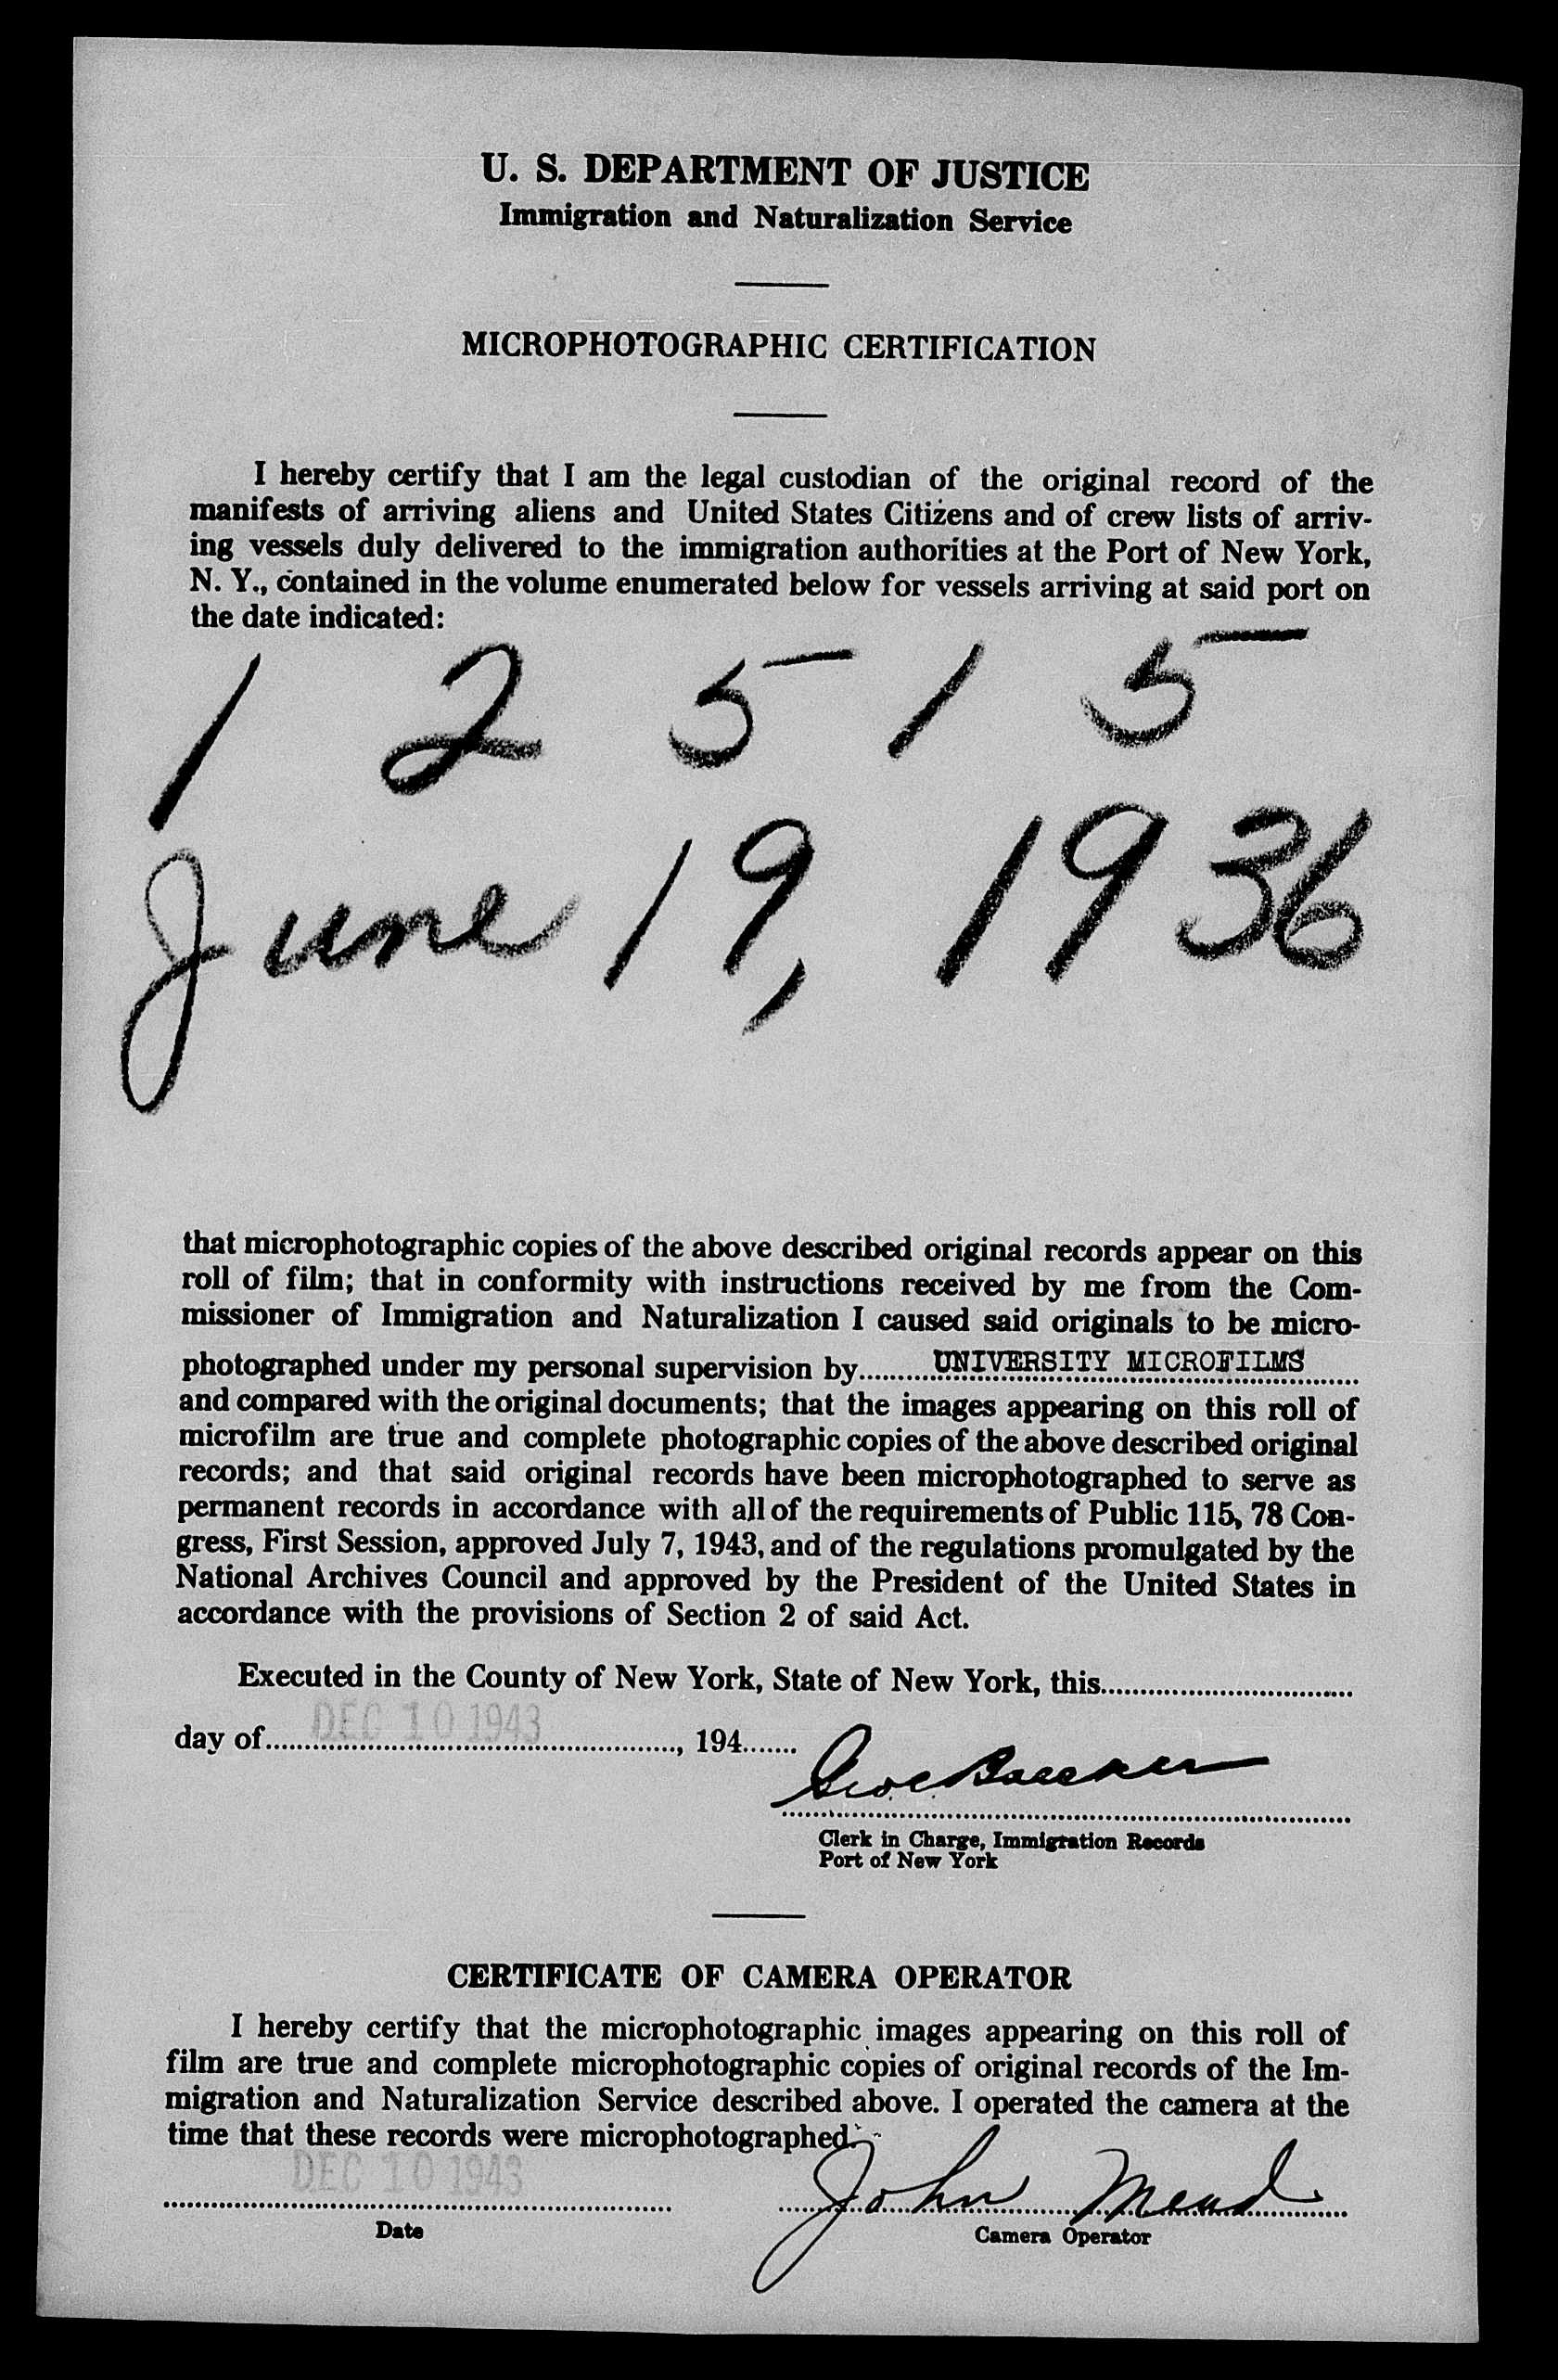 U. S. DEPARTMENT OF JUSTICE
Immigration and Naturalization Service
MICROPHOTOGRAPHIC CERTIFICATION
I hereby certify that I am the legal custodian of the original record of the
manifests of arriving aliens and United States Citizens and of crew lists of arriv-
ing vessels duly delivered to the immigration authorities at the Port of New York,
N. Y., contained in the volume enumerated below for vessels arriving at said port on
the date indicated:
1 2 5 1 5
June 19, 1936
that microphotographic copies of the above described original records appear on this
roll of film; that in conformity with instructions received by me from the Com-
missioner of Immigration and Naturalization I caused said originals to be micro-
photographed under my personal supervision by UNIVERSITY MICROFILMS
and compared with the original documents; that the images appearing on this roll of
microfilm are true and complete photographic copies of the above described original
records; and that said original records have been microphotographed to serve as
permanent records in accordance with all of the requirements of Public 115, 78 Con-
gress, First Session, approved July 7, 1943, and of the regulations promulgated by the
National Archives Council and approved by the President of the United States in
accordance with the provisions of Section 2 of said Act.
Executed in the County of New York, State of New York, this
day of DEC 10 1943, 194
Clerk in Charge, Immigration Records
Port of New York
CERTIFICATE OF CAMERA OPERATOR
I hereby certify that the microphotographic images appearing on this roll of
film are true and complete microphotographic copies of original records of the Im-
migration and Naturalization Service described above. I operated the camera at the
time that these records were microphotographed.
DEC 10 1943 John Mead
Date Camera Operator